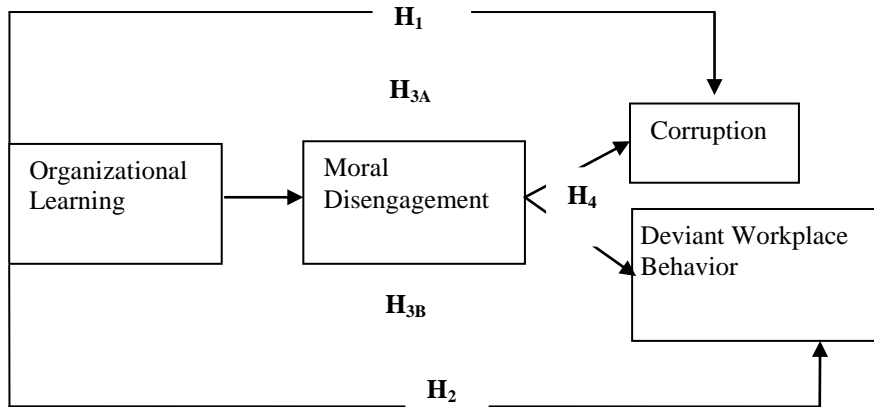 H1
H3A
Corruption
Organizational
Learning
Moral
Disengagement
H4
Deviant Workplace
Behavior
H3B
H2